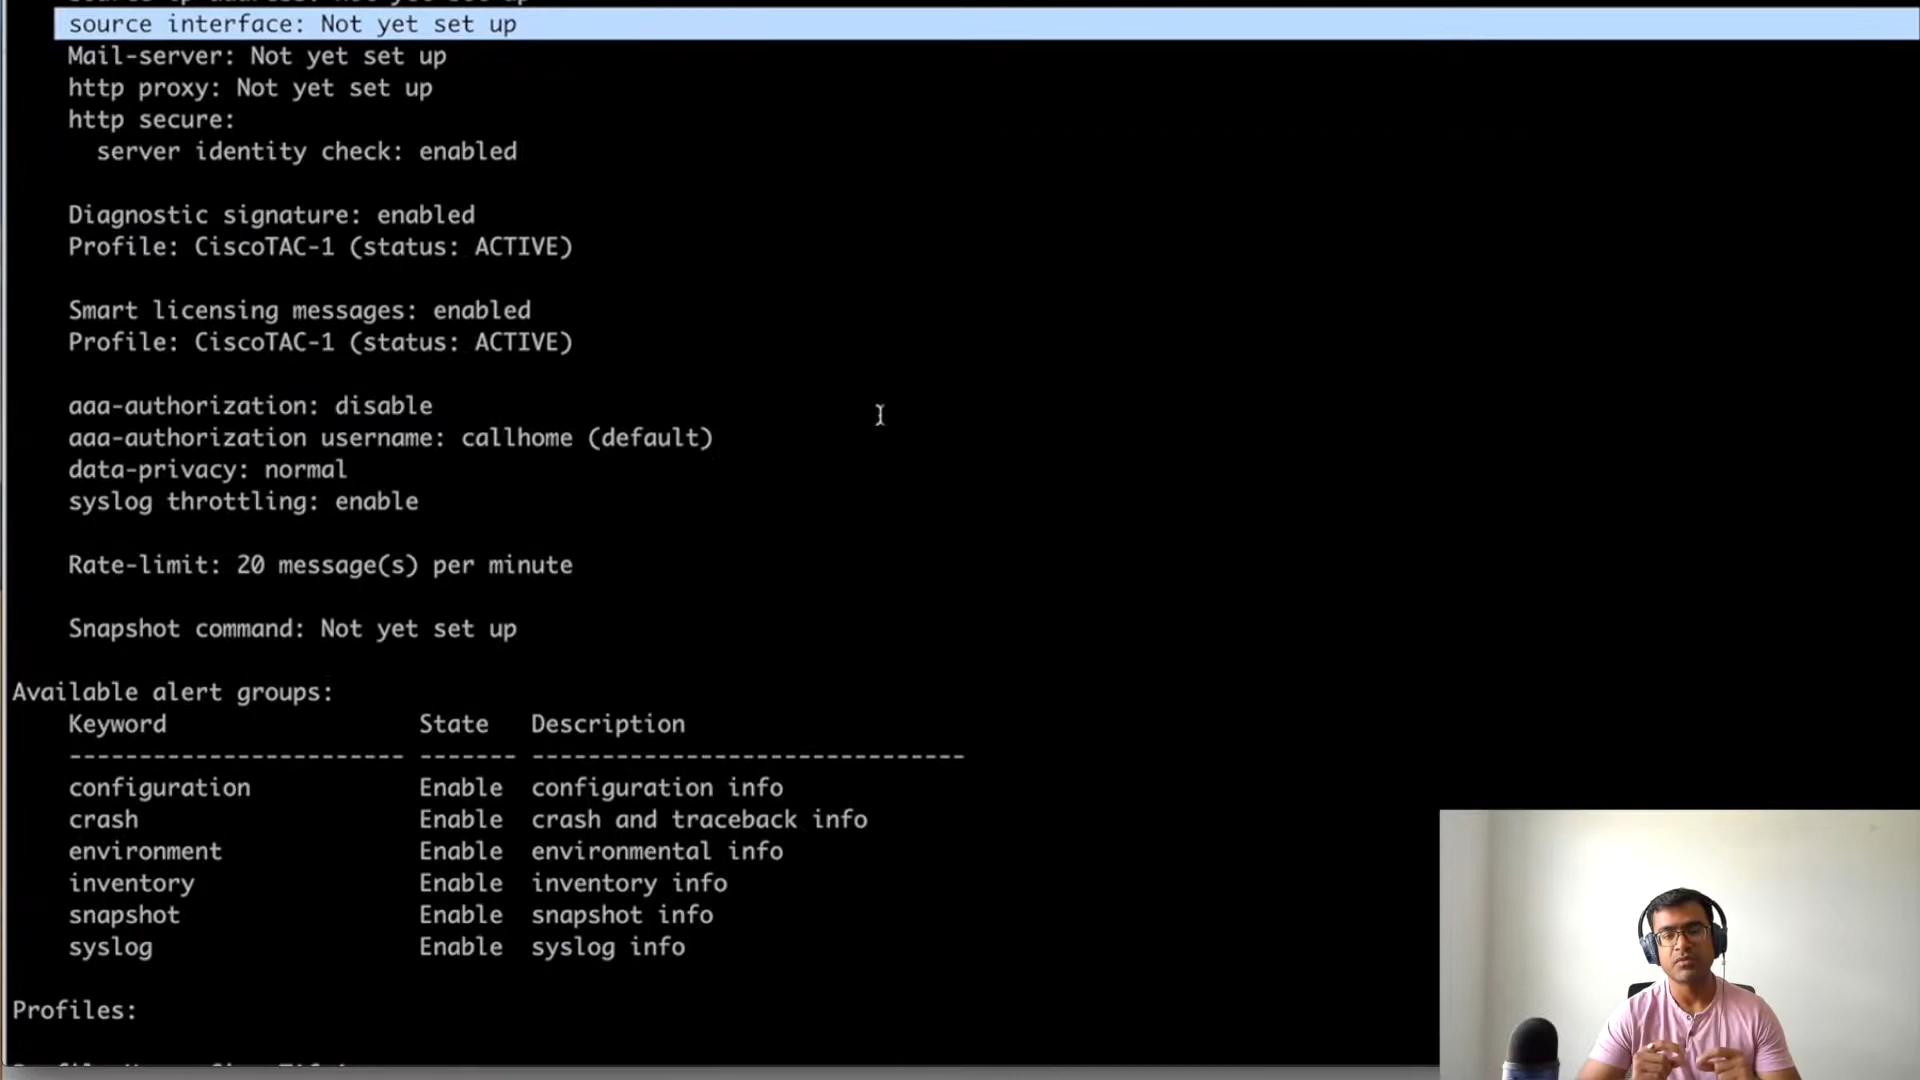 source interface: Not yet set up
Mail-server: Not yet set up
http proxy: Not yet set up
http secure:
server identity check: enabled
Diagnostic signature: enabled
Profile: CiscoTAC-1 (status: ACTIVE)
Smart licensing messages: enabled
Profile: CiscoTAC-1 (status: ACTIVE)
aaa-authorization: disable
aaa-authorization username: callhome (default)
data-privacy: normal
syslog throttling: enable
Rate-limit: 20 message(s) per minute
Snapshot command: Not yet set up
Available alert groups:
Keyword State Description
------------------------ ------- -------------------------------
configuration Enable configuration info
crash Enable crash and traceback info
environment Enable environmental info
inventory Enable inventory info
snapshot Enable snapshot info
syslog Enable syslog info
Profiles: